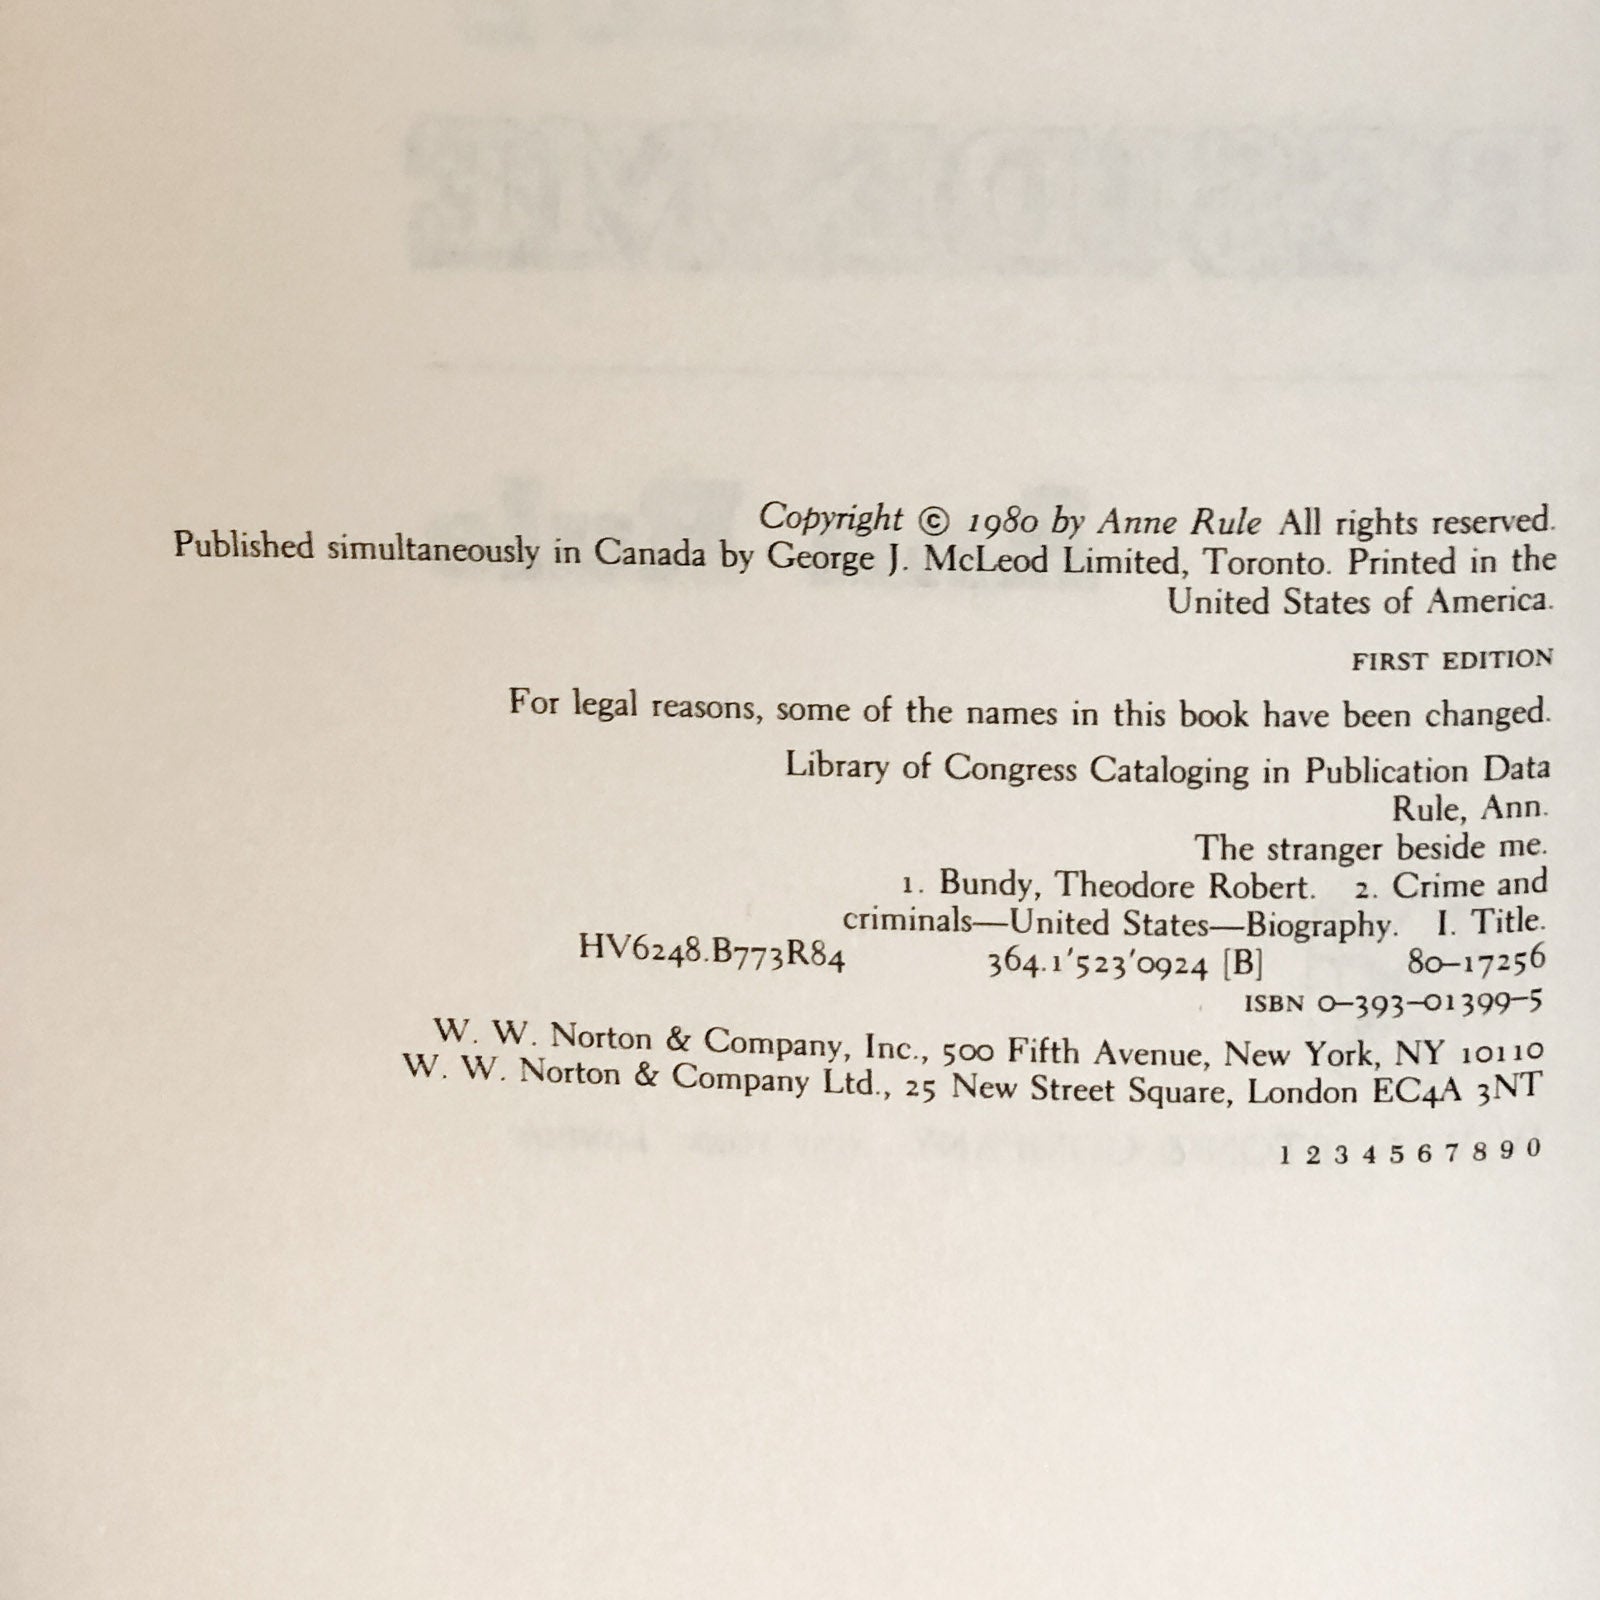 Copyright © 1980 by Anne Rule All rights reserved.
Published simultaneously in Canada by George J. McLeod Limited, Toronto. Printed in the
United States of America.
FIRST EDITION
For legal reasons, some of the names in this book have been changed.
Library of Congress Cataloging in Publication Data
Rule, Ann.
The stranger beside me.
1. Bundy, Theodore Robert. 2. Crime and
criminals—United States—Biography. I. Title.
HV6248.B773R84 364.1'523'0924 [B] 80–17256
ISBN 0–393–01399–5
W. W. Norton & Company, Inc., 500 Fifth Avenue, New York, NY 10110
W. W. Norton & Company Ltd., 25 New Street Square, London EC4A 3NT
1 2 3 4 5 6 7 8 9 0